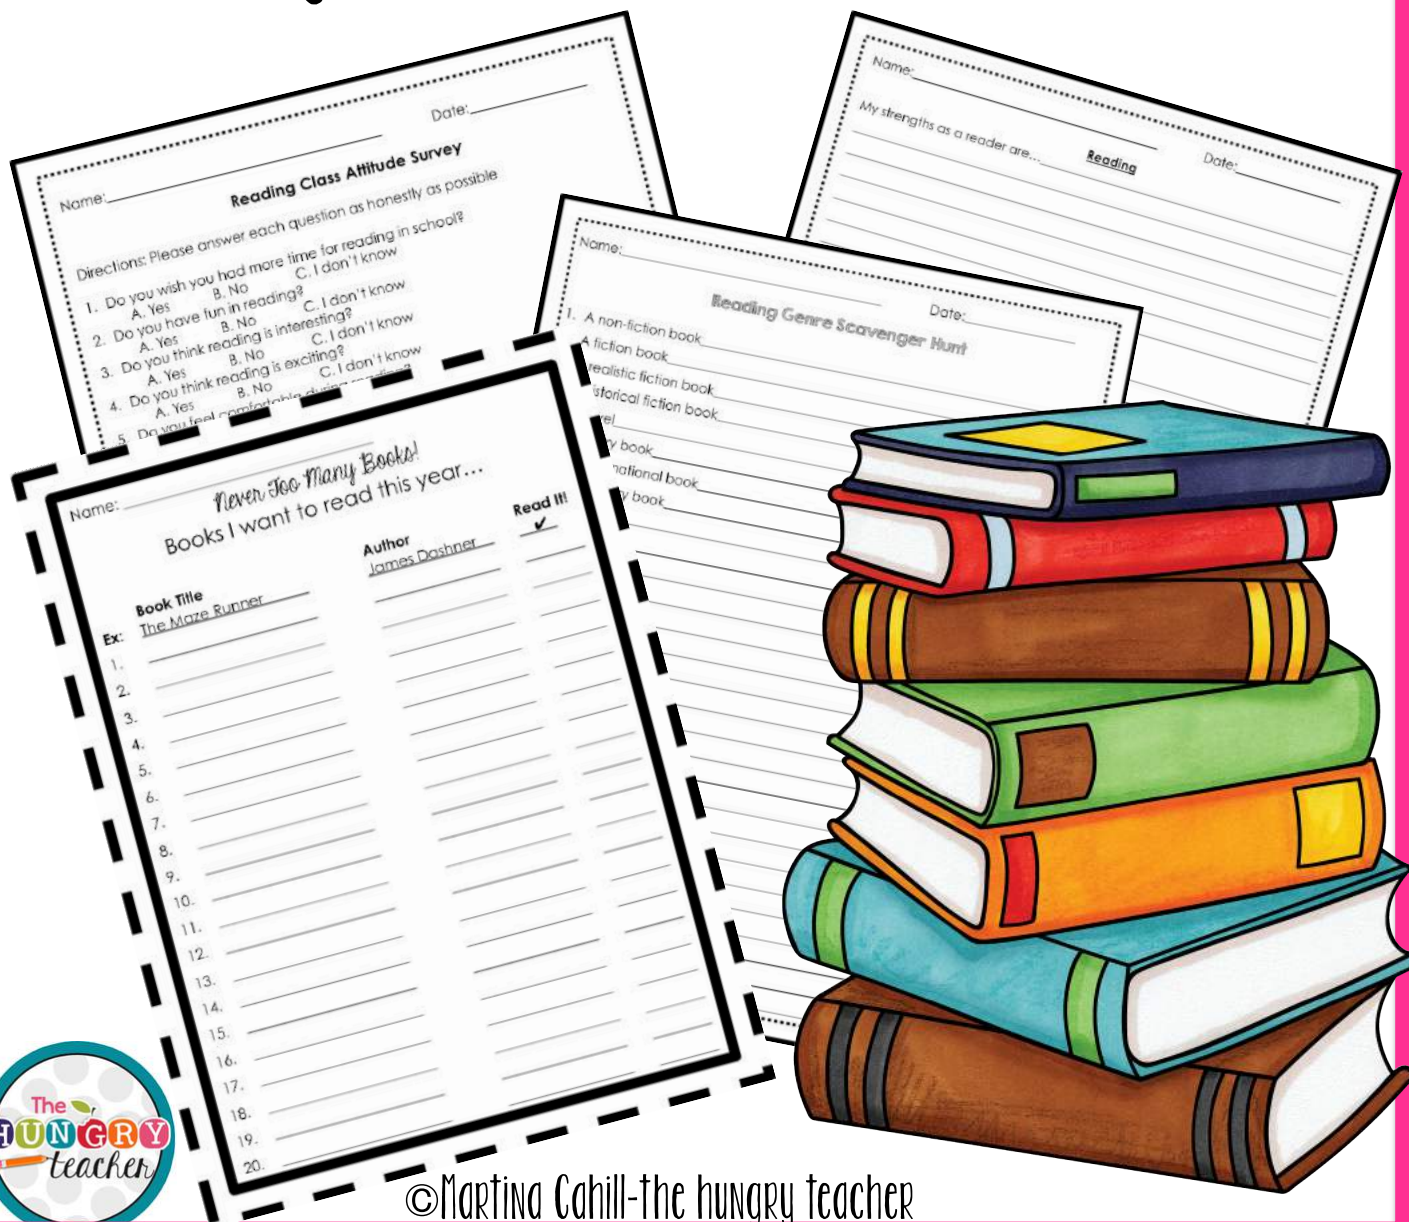 Name:
Date:
Reading Class Attitude Survey
Directions: Please answer each question as honestly as possible
1. Do you wish you had more time for reading in school?
A. Yes B. No C. I don't know
2. Do you have fun in reading?
A. Yes B. No C. I don't know
3. Do you think reading is interesting?
A. Yes B. No C. I don't know
4. Do you think reading is exciting?
A. Yes B. No C. I don't know
5. Do you feel comfortable during reading?
Name:
Date:
Reading
My strengths as a reader are...
Name:
Date:
Reading Genre Scavenger Hunt
1. A non-fiction book
A fiction book
realistic fiction book
istorical fiction book
book
book
Name:
Never Too Many Books!
Books I want to read this year...
Book Title Author Read It!
Ex: The Maze Runner James Dashner ✔
1.
2.
3.
4.
5.
6.
7.
8.
9.
10.
11.
12.
13.
14.
15.
16.
17.
18.
19.
20.
The
HUNGRY
teacher
©Martina Cahill-the hungry teacher